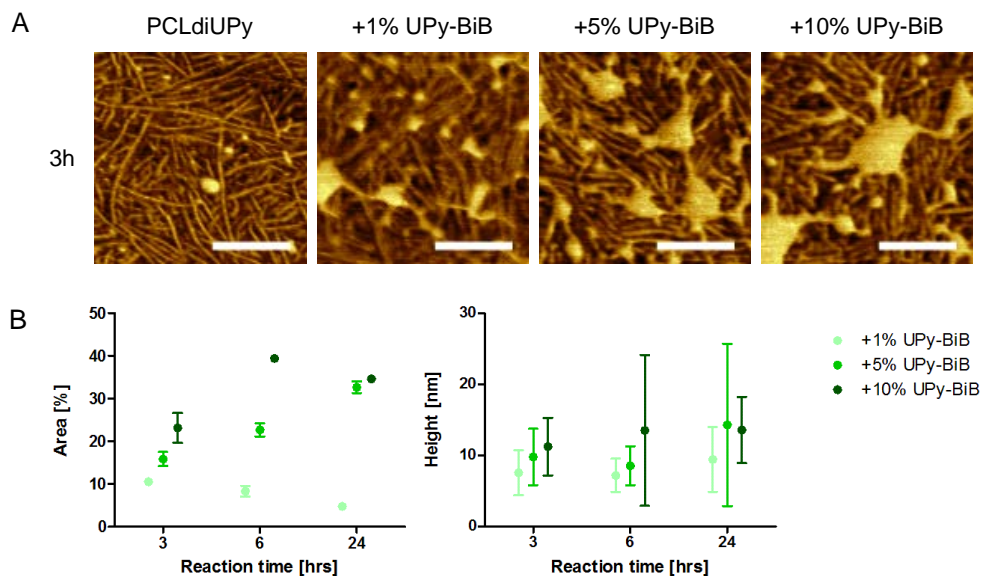 A
PCLdiUPy +1% UPy-BiB +5% UPy-BiB +10% UPy-BiB
3h
B
Area [%]
50
40
30
20
10
0
3 6 24
Reaction time [hrs]
Height [nm]
30
20
10
0
3 6 24
Reaction time [hrs]
+1% UPy-BiB
+5% UPy-BiB
+10% UPy-BiB